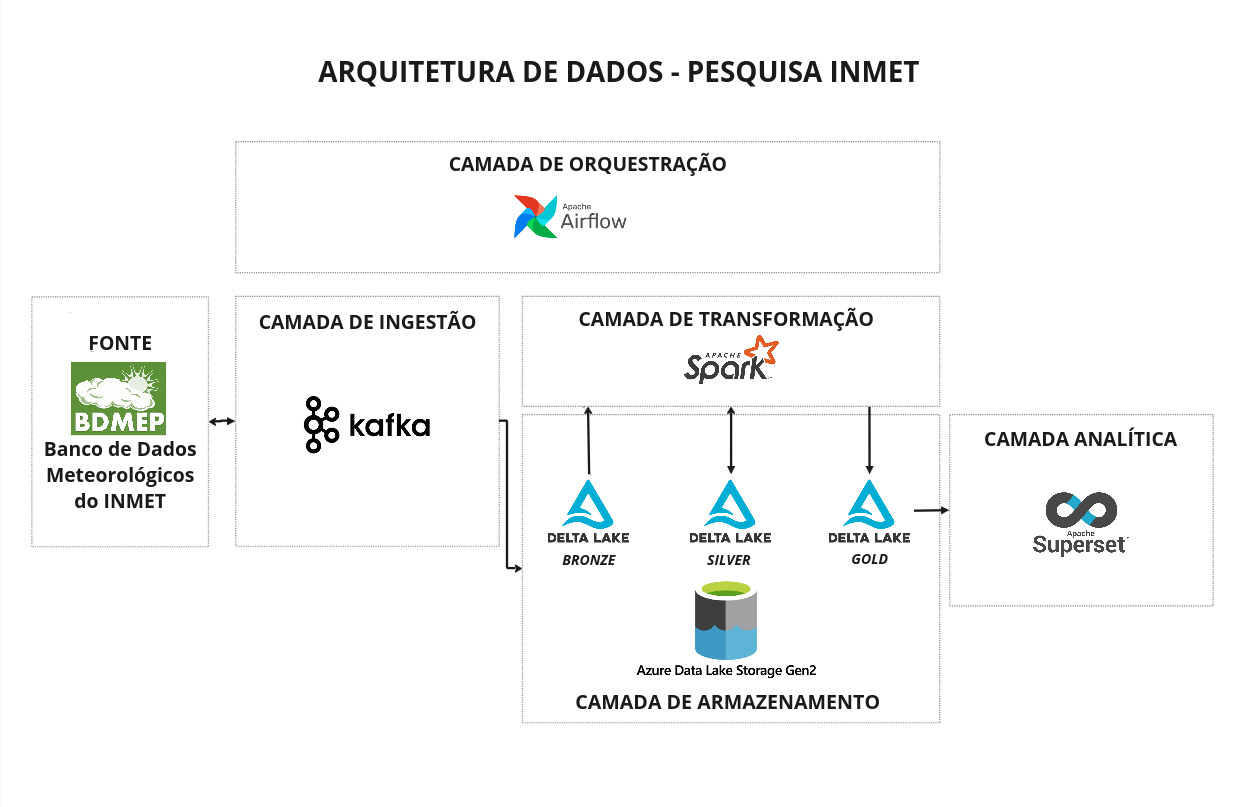 ARQUITETURA DE DADOS - PESQUISA INMET
CAMADA DE ORQUESTRAÇÃO
Apache
Airflow
FONTE
BDMEP
Banco de Dados
Meteorológicos
do INMET
CAMADA DE INGESTÃO
kafka
CAMADA DE TRANSFORMAÇÃO
APACHE
Spark
DELTA LAKE
BRONZE
DELTA LAKE
SILVER
DELTA LAKE
GOLD
Azure Data Lake Storage Gen2
CAMADA DE ARMAZENAMENTO
CAMADA ANALÍTICA
Apache
Superset